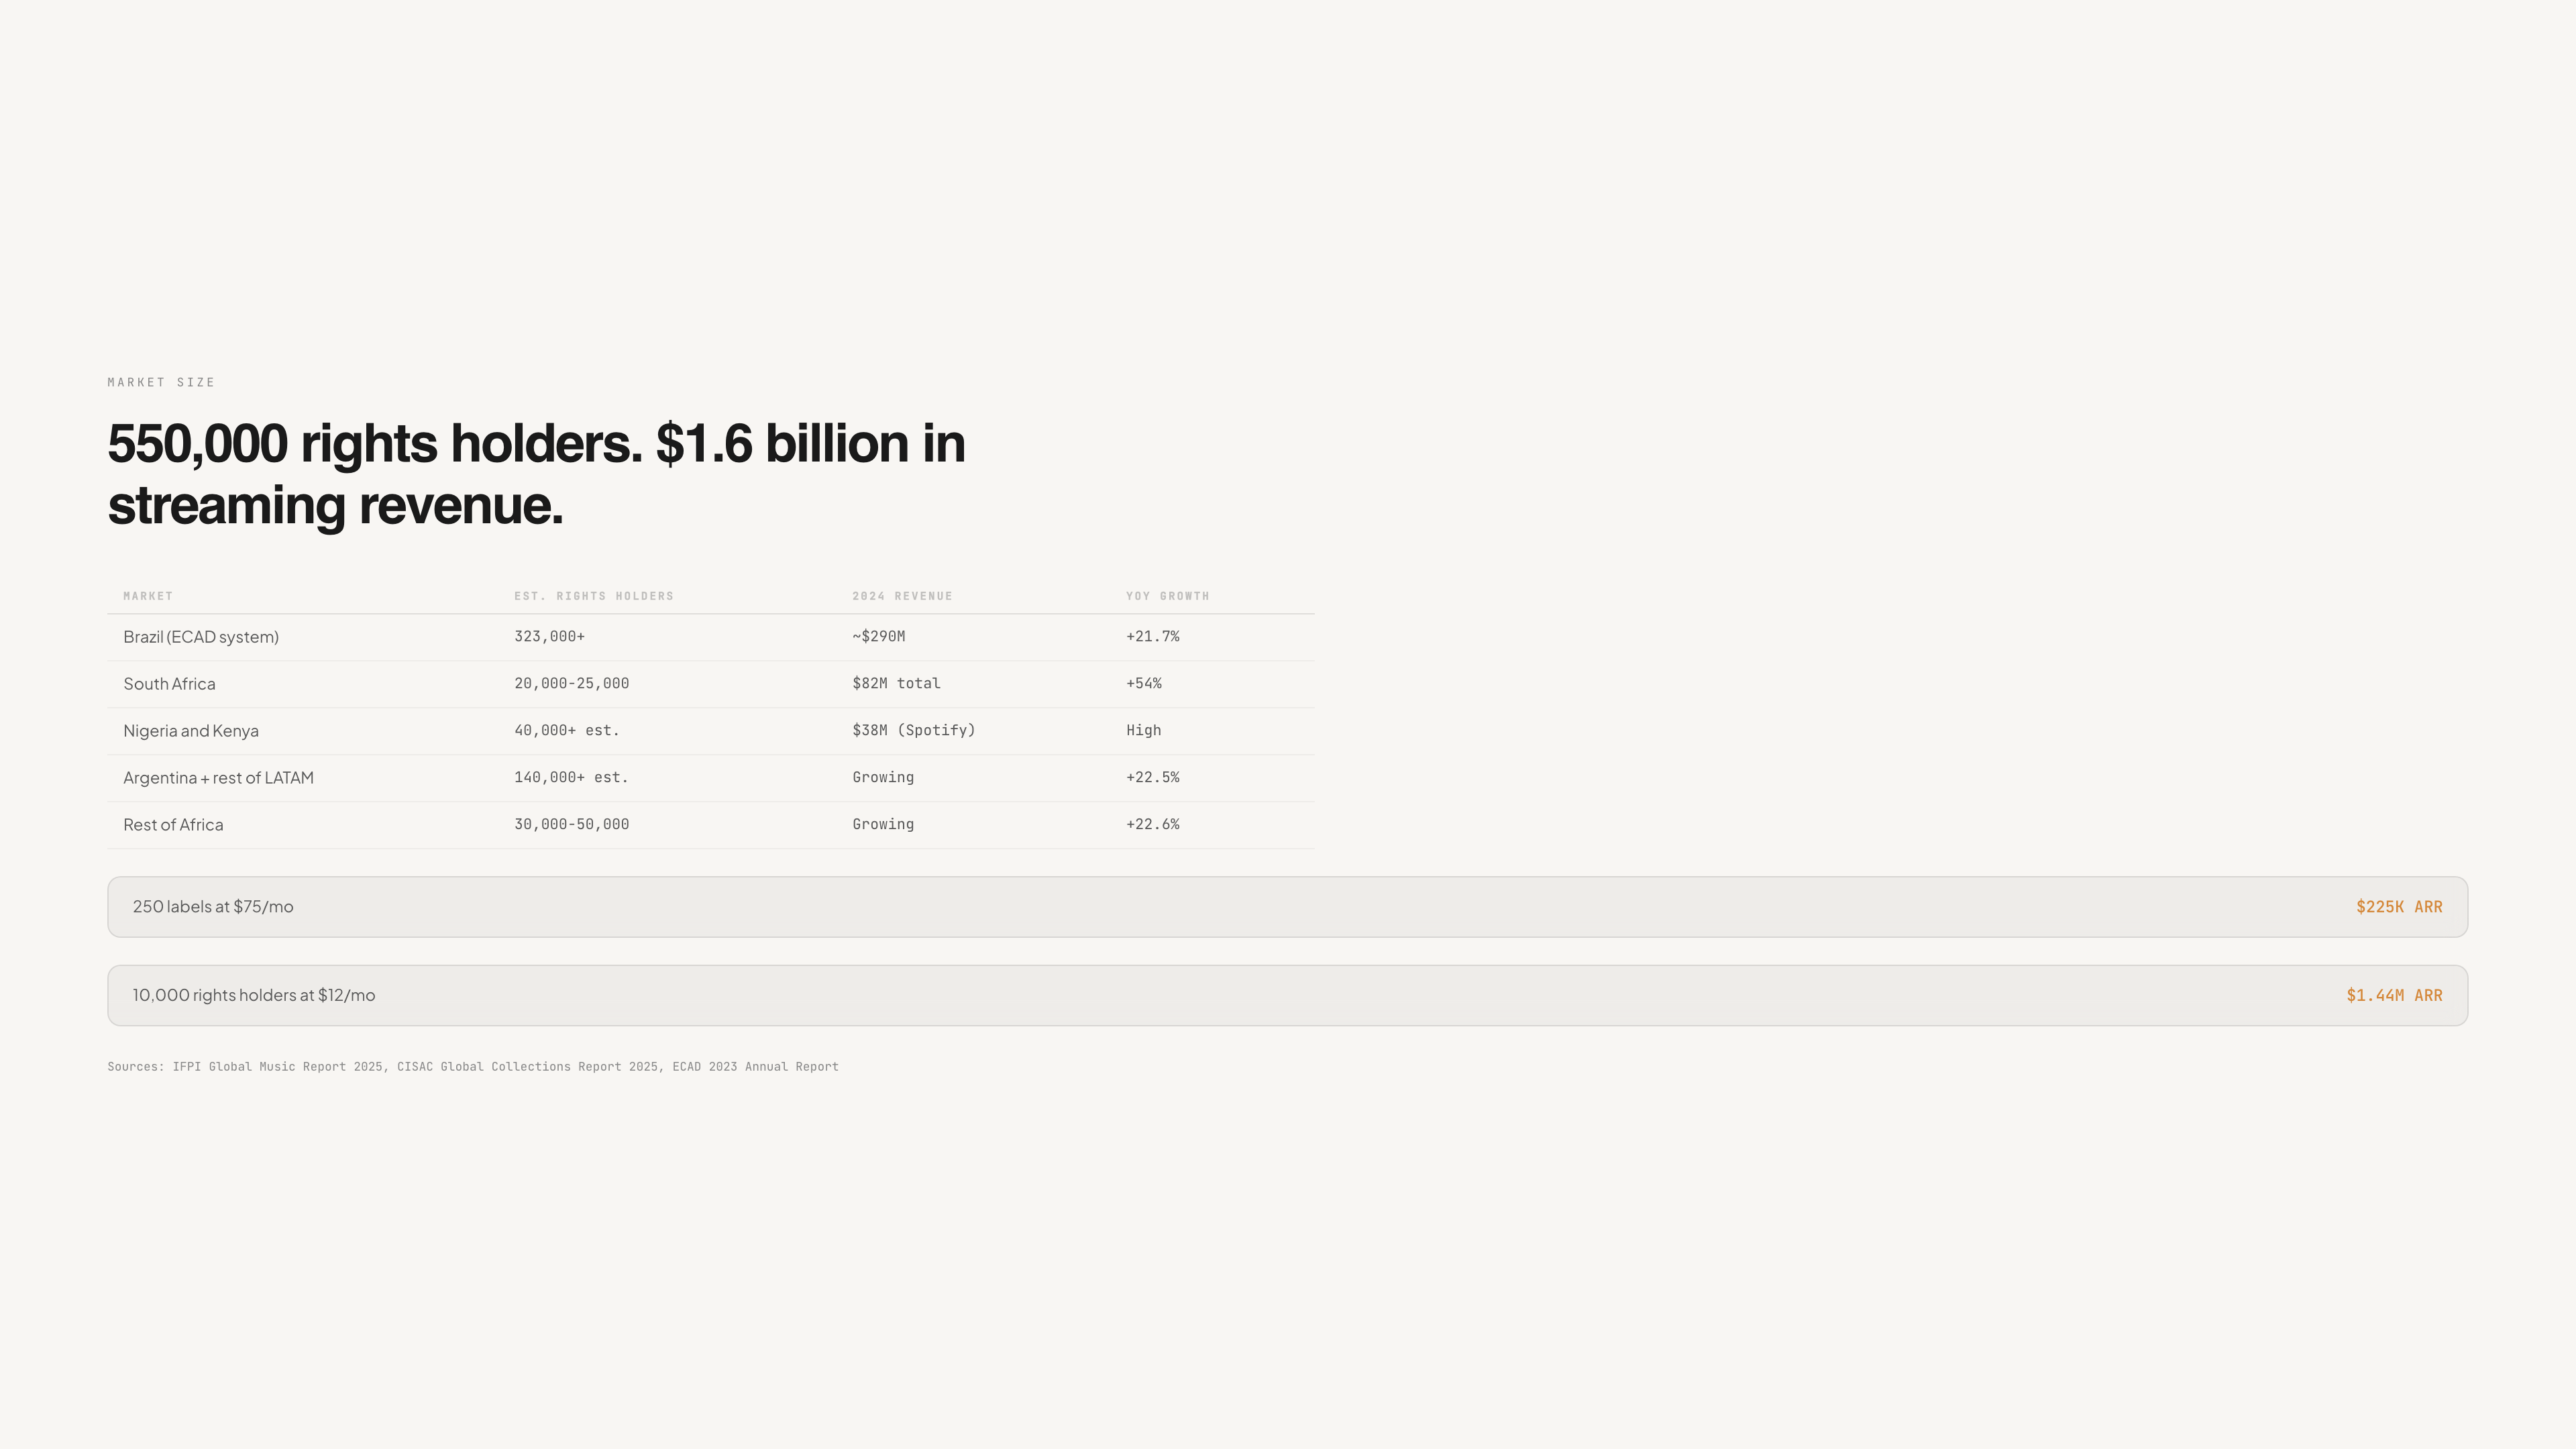 MARKET SIZE
550,000 rights holders. $1.6 billion in
streaming revenue.
MARKET EST. RIGHTS HOLDERS 2024 REVENUE YOY GROWTH
Brazil (ECAD system) 323,000+ ~$290M +21.7%
South Africa 20,000-25,000 $82M total +54%
Nigeria and Kenya 40,000+ est. $38M (Spotify) High
Argentina + rest of LATAM 140,000+ est. Growing +22.5%
Rest of Africa 30,000-50,000 Growing +22.6%
250 labels at $75/mo $225K ARR
10,000 rights holders at $12/mo $1.44M ARR
Sources: IFPI Global Music Report 2025, CISAC Global Collections Report 2025, ECAD 2023 Annual Report